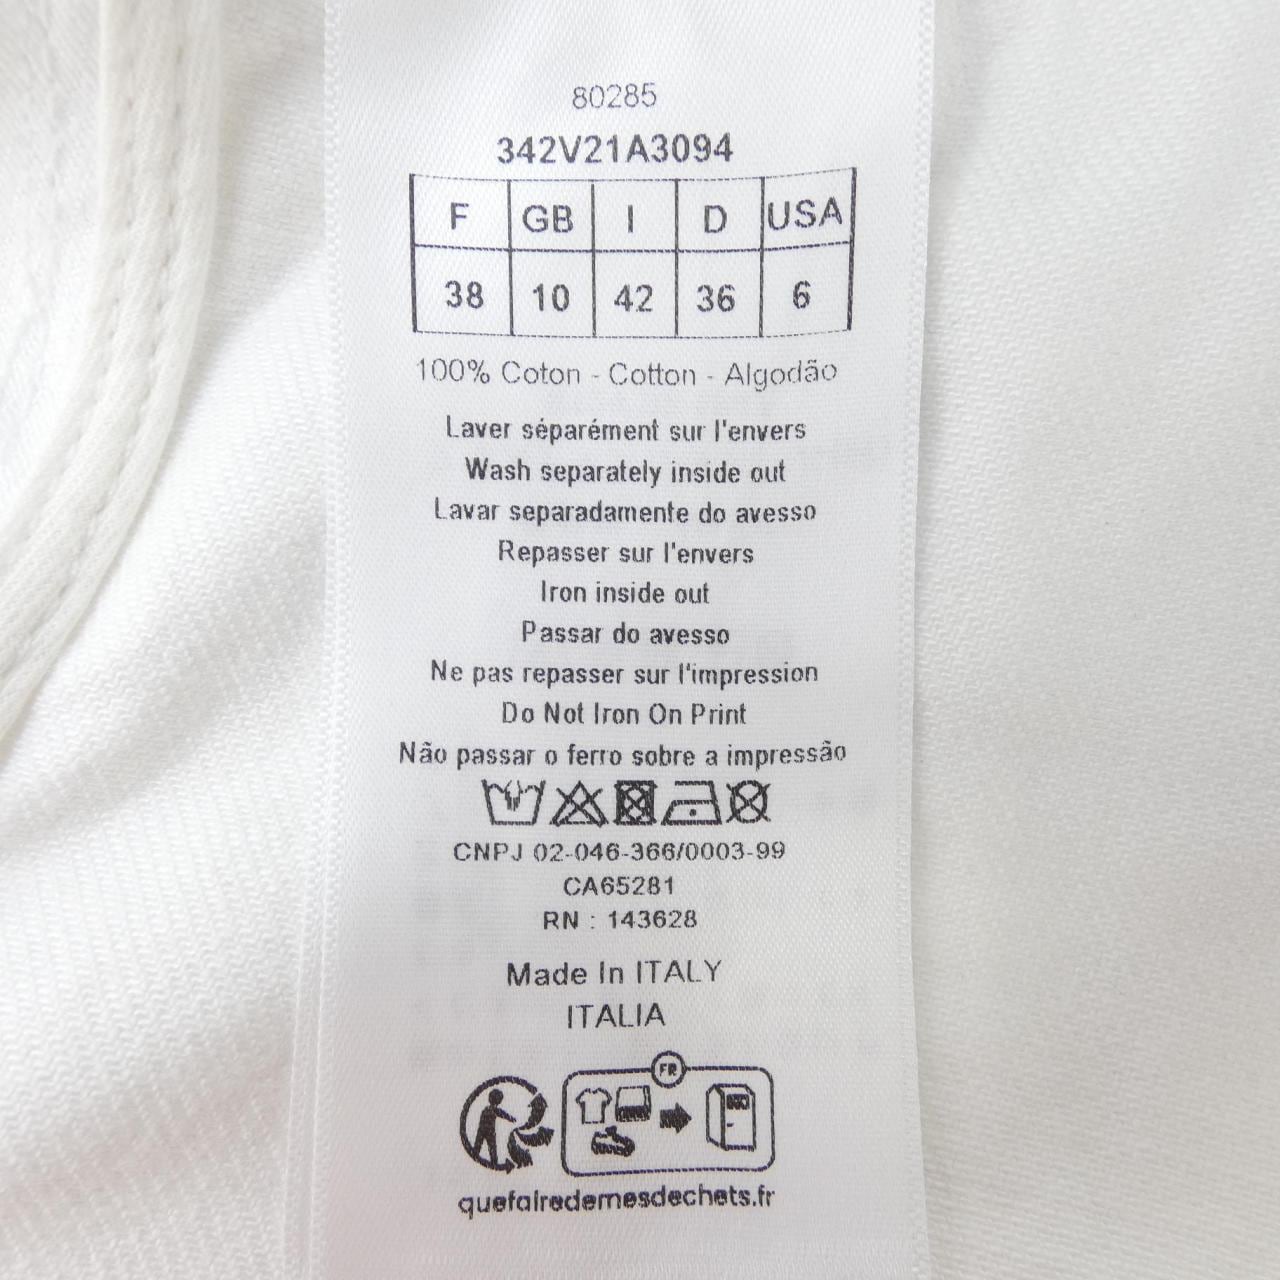 80285
342V21A3094
F GB I D USA
38 10 42 36 6
100% Coton - Cotton - Algodão
Laver séparément sur l'envers
Wash separately inside out
Lavar separadamente do avesso
Repasser sur l'envers
Iron inside out
Passar do avesso
Ne pas repasser sur l'impression
Do Not Iron On Print
Não passar o ferro sobre a impressão
CNPJ 02-046-366/0003-99
CA65281
RN : 143628
Made In ITALY
ITALIA
FR
quefairedemesdechets.fr